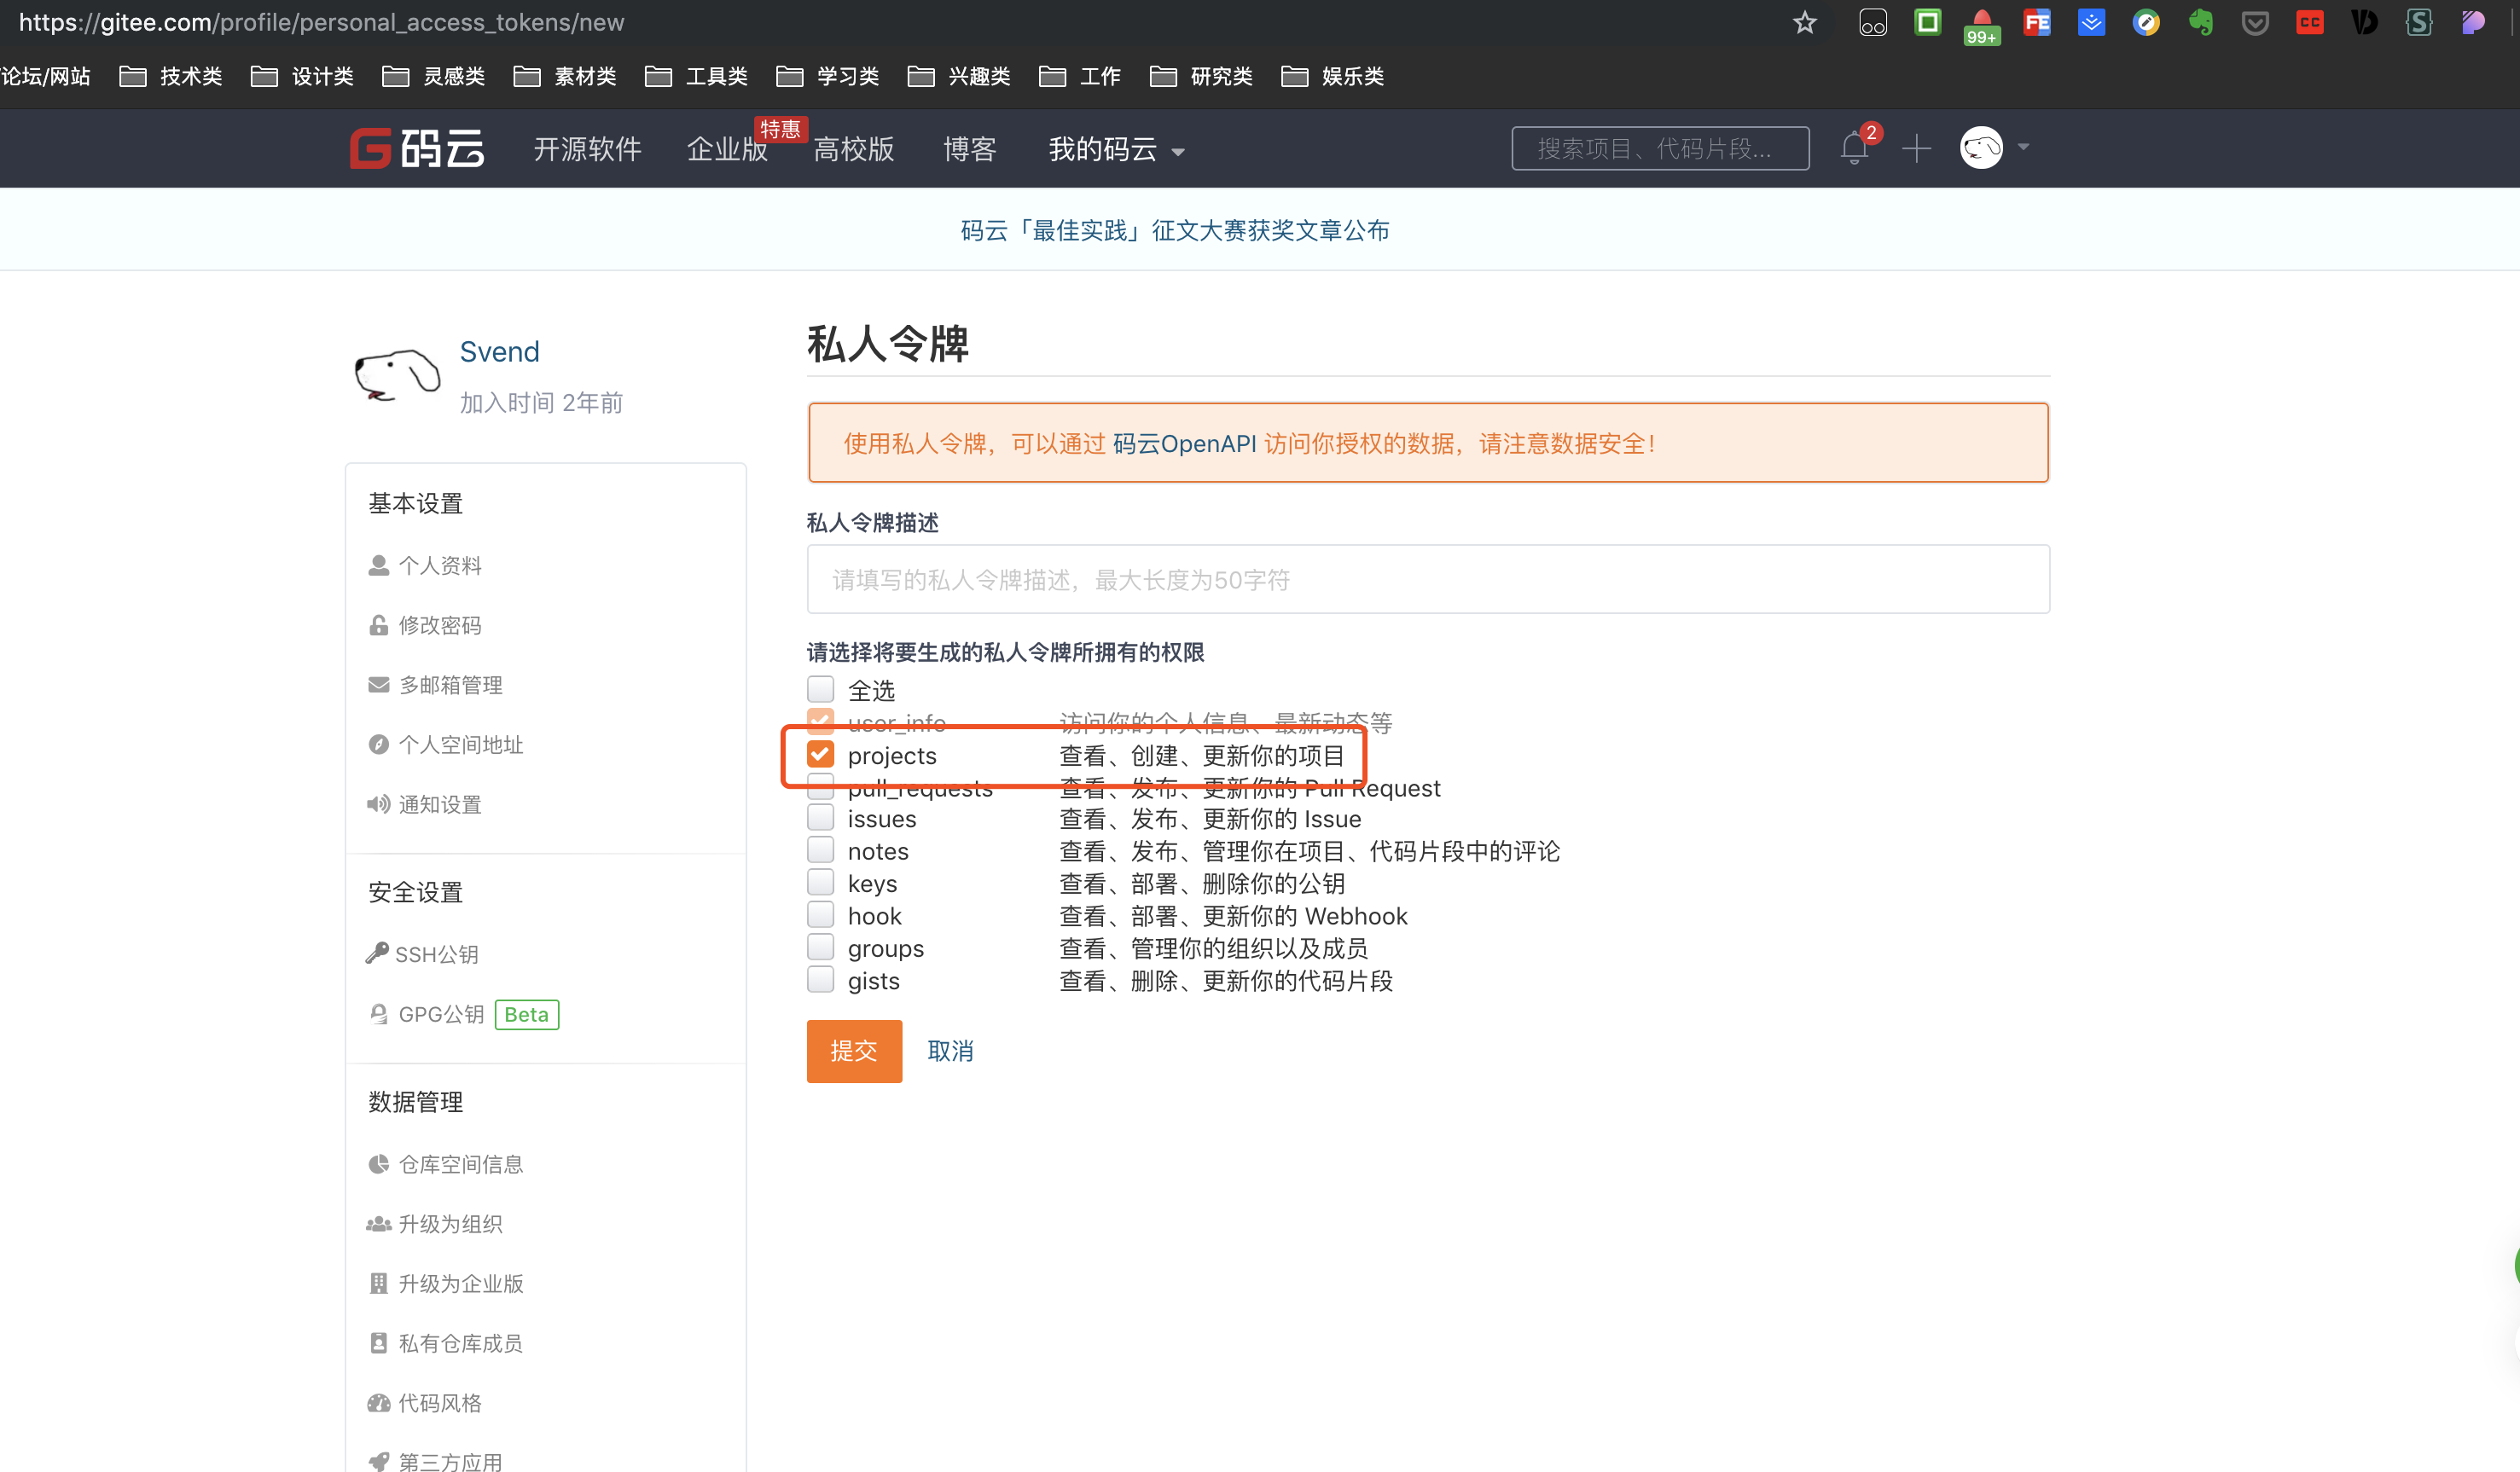 https://gitee.com/profile/personal_access_tokens/new
99+
FE
CC
论坛/网站 技术类 设计类 灵感类 素材类 工具类 学习类 兴趣类 工作 研究类 娱乐类
码云 开源软件 企业版 特惠 高校版 博客 我的码云 搜索项目、代码片段... 2
码云「最佳实践」征文大赛获奖文章公布
Svend
加入时间 2年前
基本设置
个人资料
修改密码
多邮箱管理
个人空间地址
通知设置
安全设置
SSH公钥
GPG公钥 Beta
数据管理
仓库空间信息
升级为组织
升级为企业版
私有仓库成员
代码风格
第三方应用
私人令牌
使用私人令牌，可以通过 码云OpenAPI 访问你授权的数据，请注意数据安全！
私人令牌描述
请填写的私人令牌描述，最大长度为50字符
请选择将要生成的私人令牌所拥有的权限
全选
user_info 访问你的个人信息、最新动态等
projects 查看、创建、更新你的项目
pull_requests 查看、发布、更新你的 Pull Request
issues 查看、发布、更新你的 Issue
notes 查看、发布、管理你在项目、代码片段中的评论
keys 查看、部署、删除你的公钥
hook 查看、部署、更新你的 Webhook
groups 查看、管理你的组织以及成员
gists 查看、删除、更新你的代码片段
提交 取消